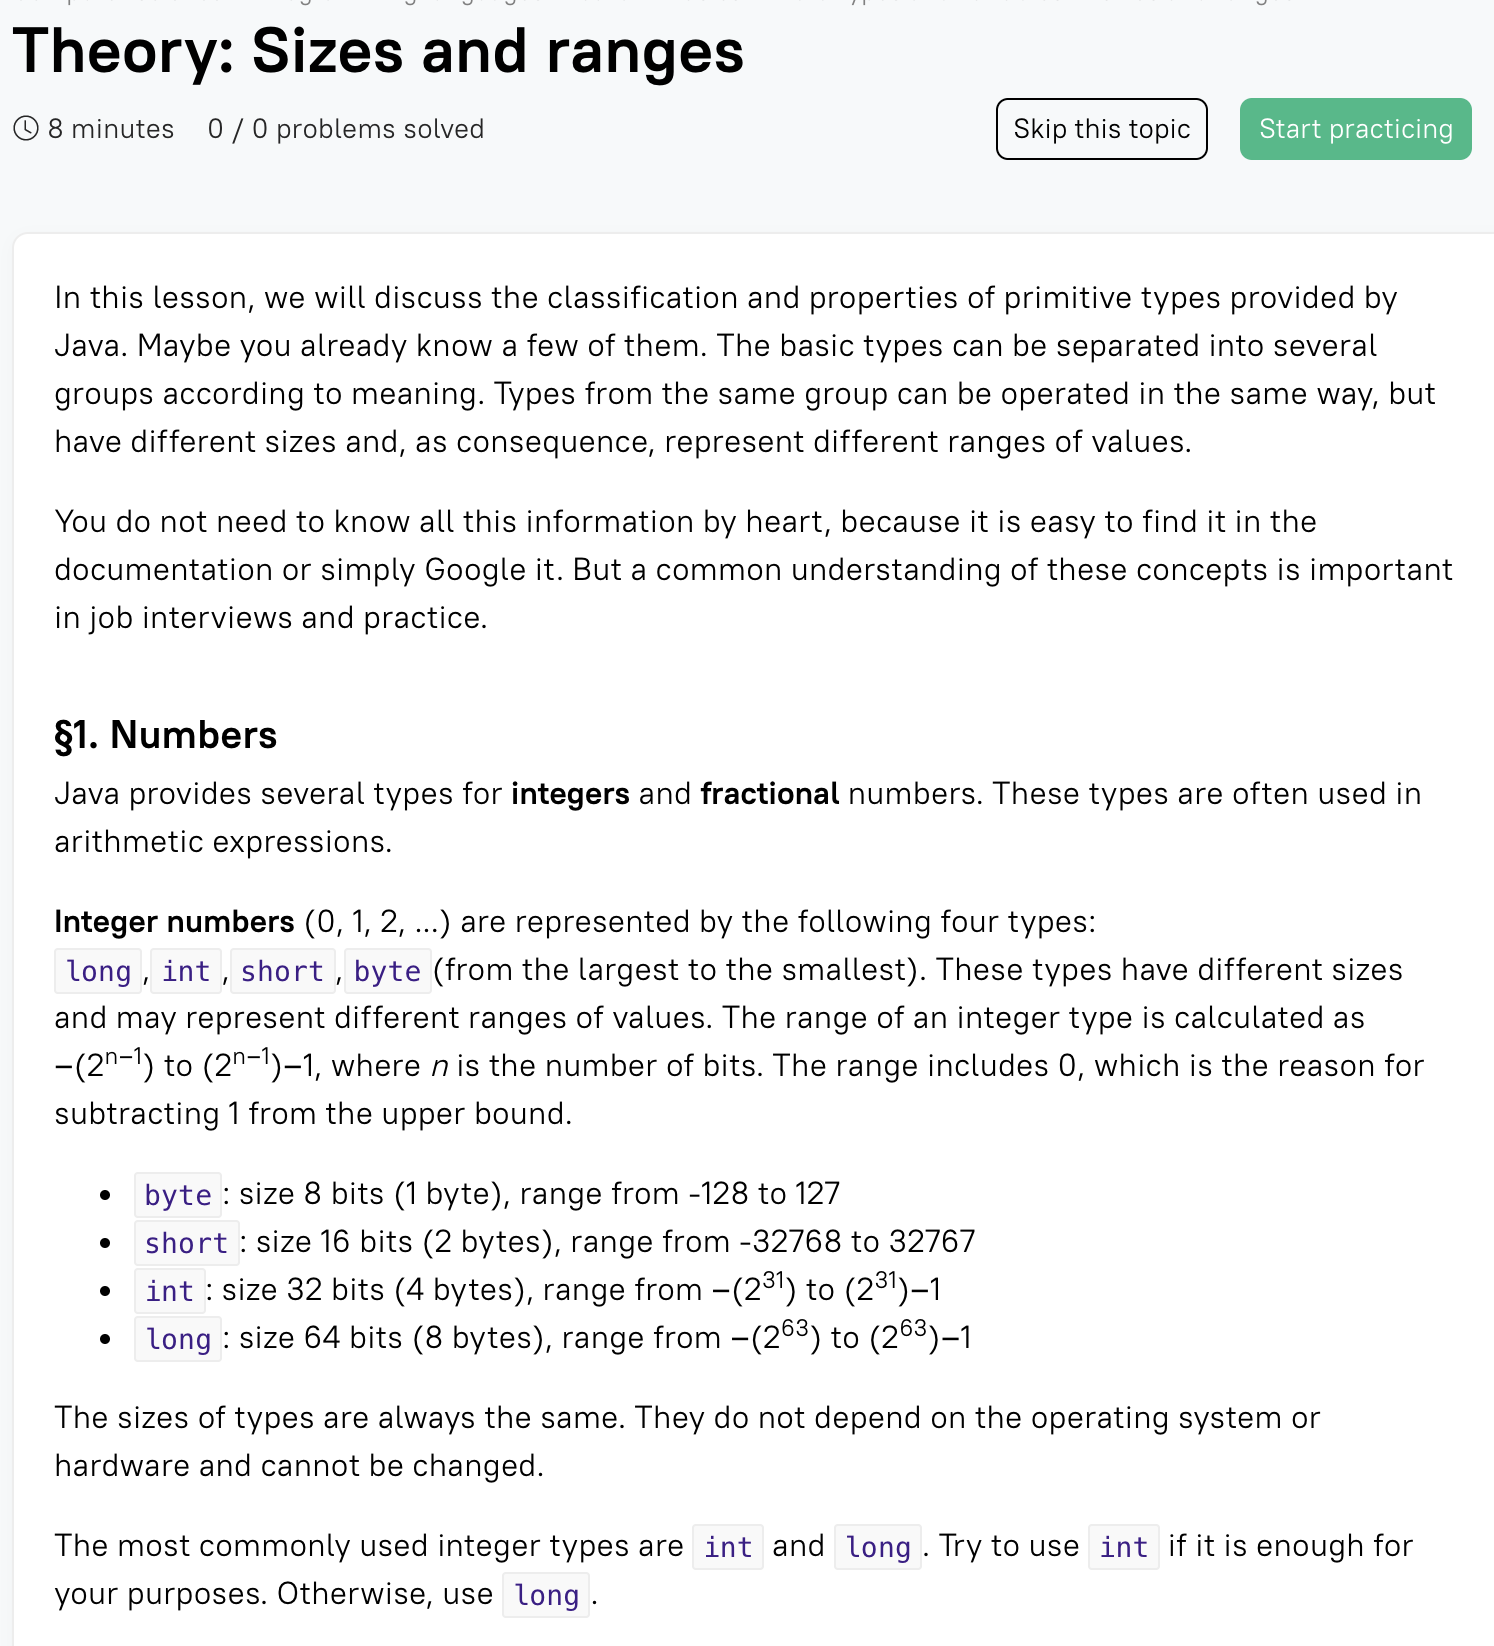 Theory: Sizes and ranges
8 minutes 0 / 0 problems solved
Skip this topic
Start practicing
In this lesson, we will discuss the classification and properties of primitive types provided by
Java. Maybe you already know a few of them. The basic types can be separated into several
groups according to meaning. Types from the same group can be operated in the same way, but
have different sizes and, as consequence, represent different ranges of values.
You do not need to know all this information by heart, because it is easy to find it in the
documentation or simply Google it. But a common understanding of these concepts is important
in job interviews and practice.
§1. Numbers
Java provides several types for integers and fractional numbers. These types are often used in
arithmetic expressions.
Integer numbers (0, 1, 2, ...) are represented by the following four types:
long, int, short, byte (from the largest to the smallest). These types have different sizes
and may represent different ranges of values. The range of an integer type is calculated as
−(2ⁿ⁻¹) to (2ⁿ⁻¹)−1, where n is the number of bits. The range includes 0, which is the reason for
subtracting 1 from the upper bound.
• byte: size 8 bits (1 byte), range from -128 to 127
• short: size 16 bits (2 bytes), range from -32768 to 32767
• int: size 32 bits (4 bytes), range from −(2³¹) to (2³¹)−1
• long: size 64 bits (8 bytes), range from −(2⁶³) to (2⁶³)−1
The sizes of types are always the same. They do not depend on the operating system or
hardware and cannot be changed.
The most commonly used integer types are int and long. Try to use int if it is enough for
your purposes. Otherwise, use long.